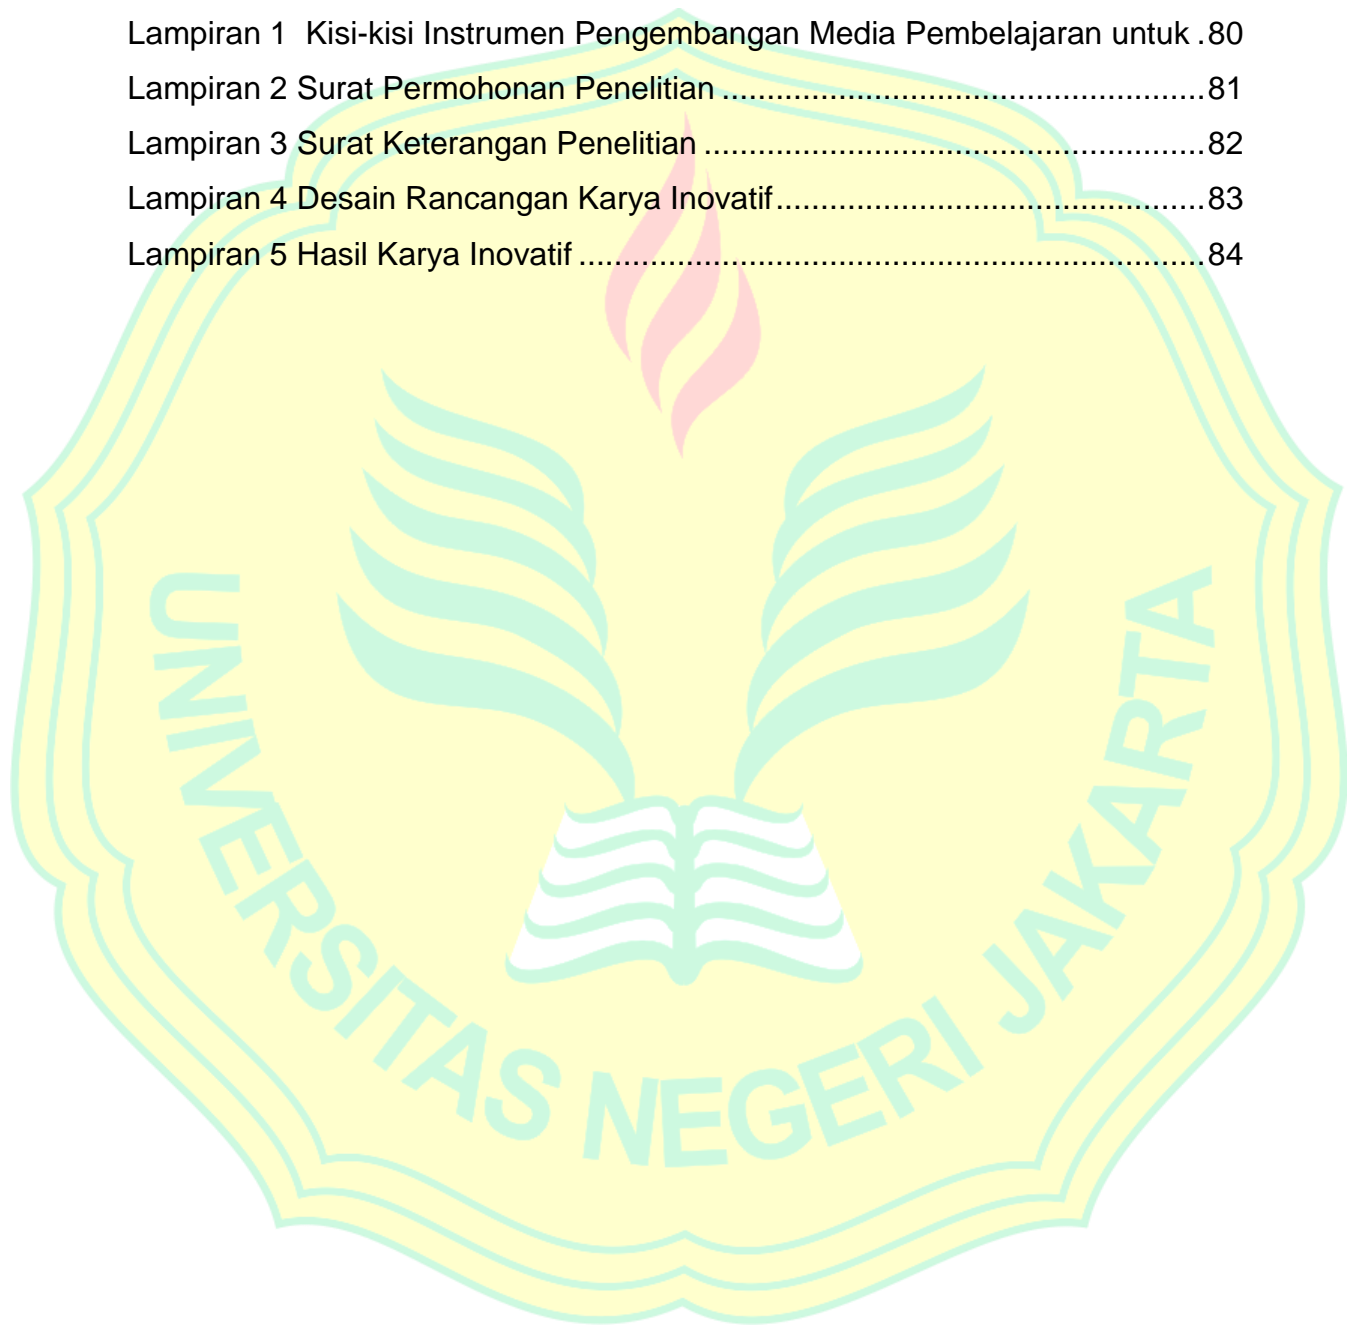 Lampiran 1  Kisi-kisi Instrumen Pengembangan Media Pembelajaran untuk .80
Lampiran 2 Surat Permohonan Penelitian ......................................................81
Lampiran 3 Surat Keterangan Penelitian ........................................................82
Lampiran 4 Desain Rancangan Karya Inovatif................................................83
Lampiran 5 Hasil Karya Inovatif ......................................................................84
UNIVERSITAS NEGERI JAKARTA